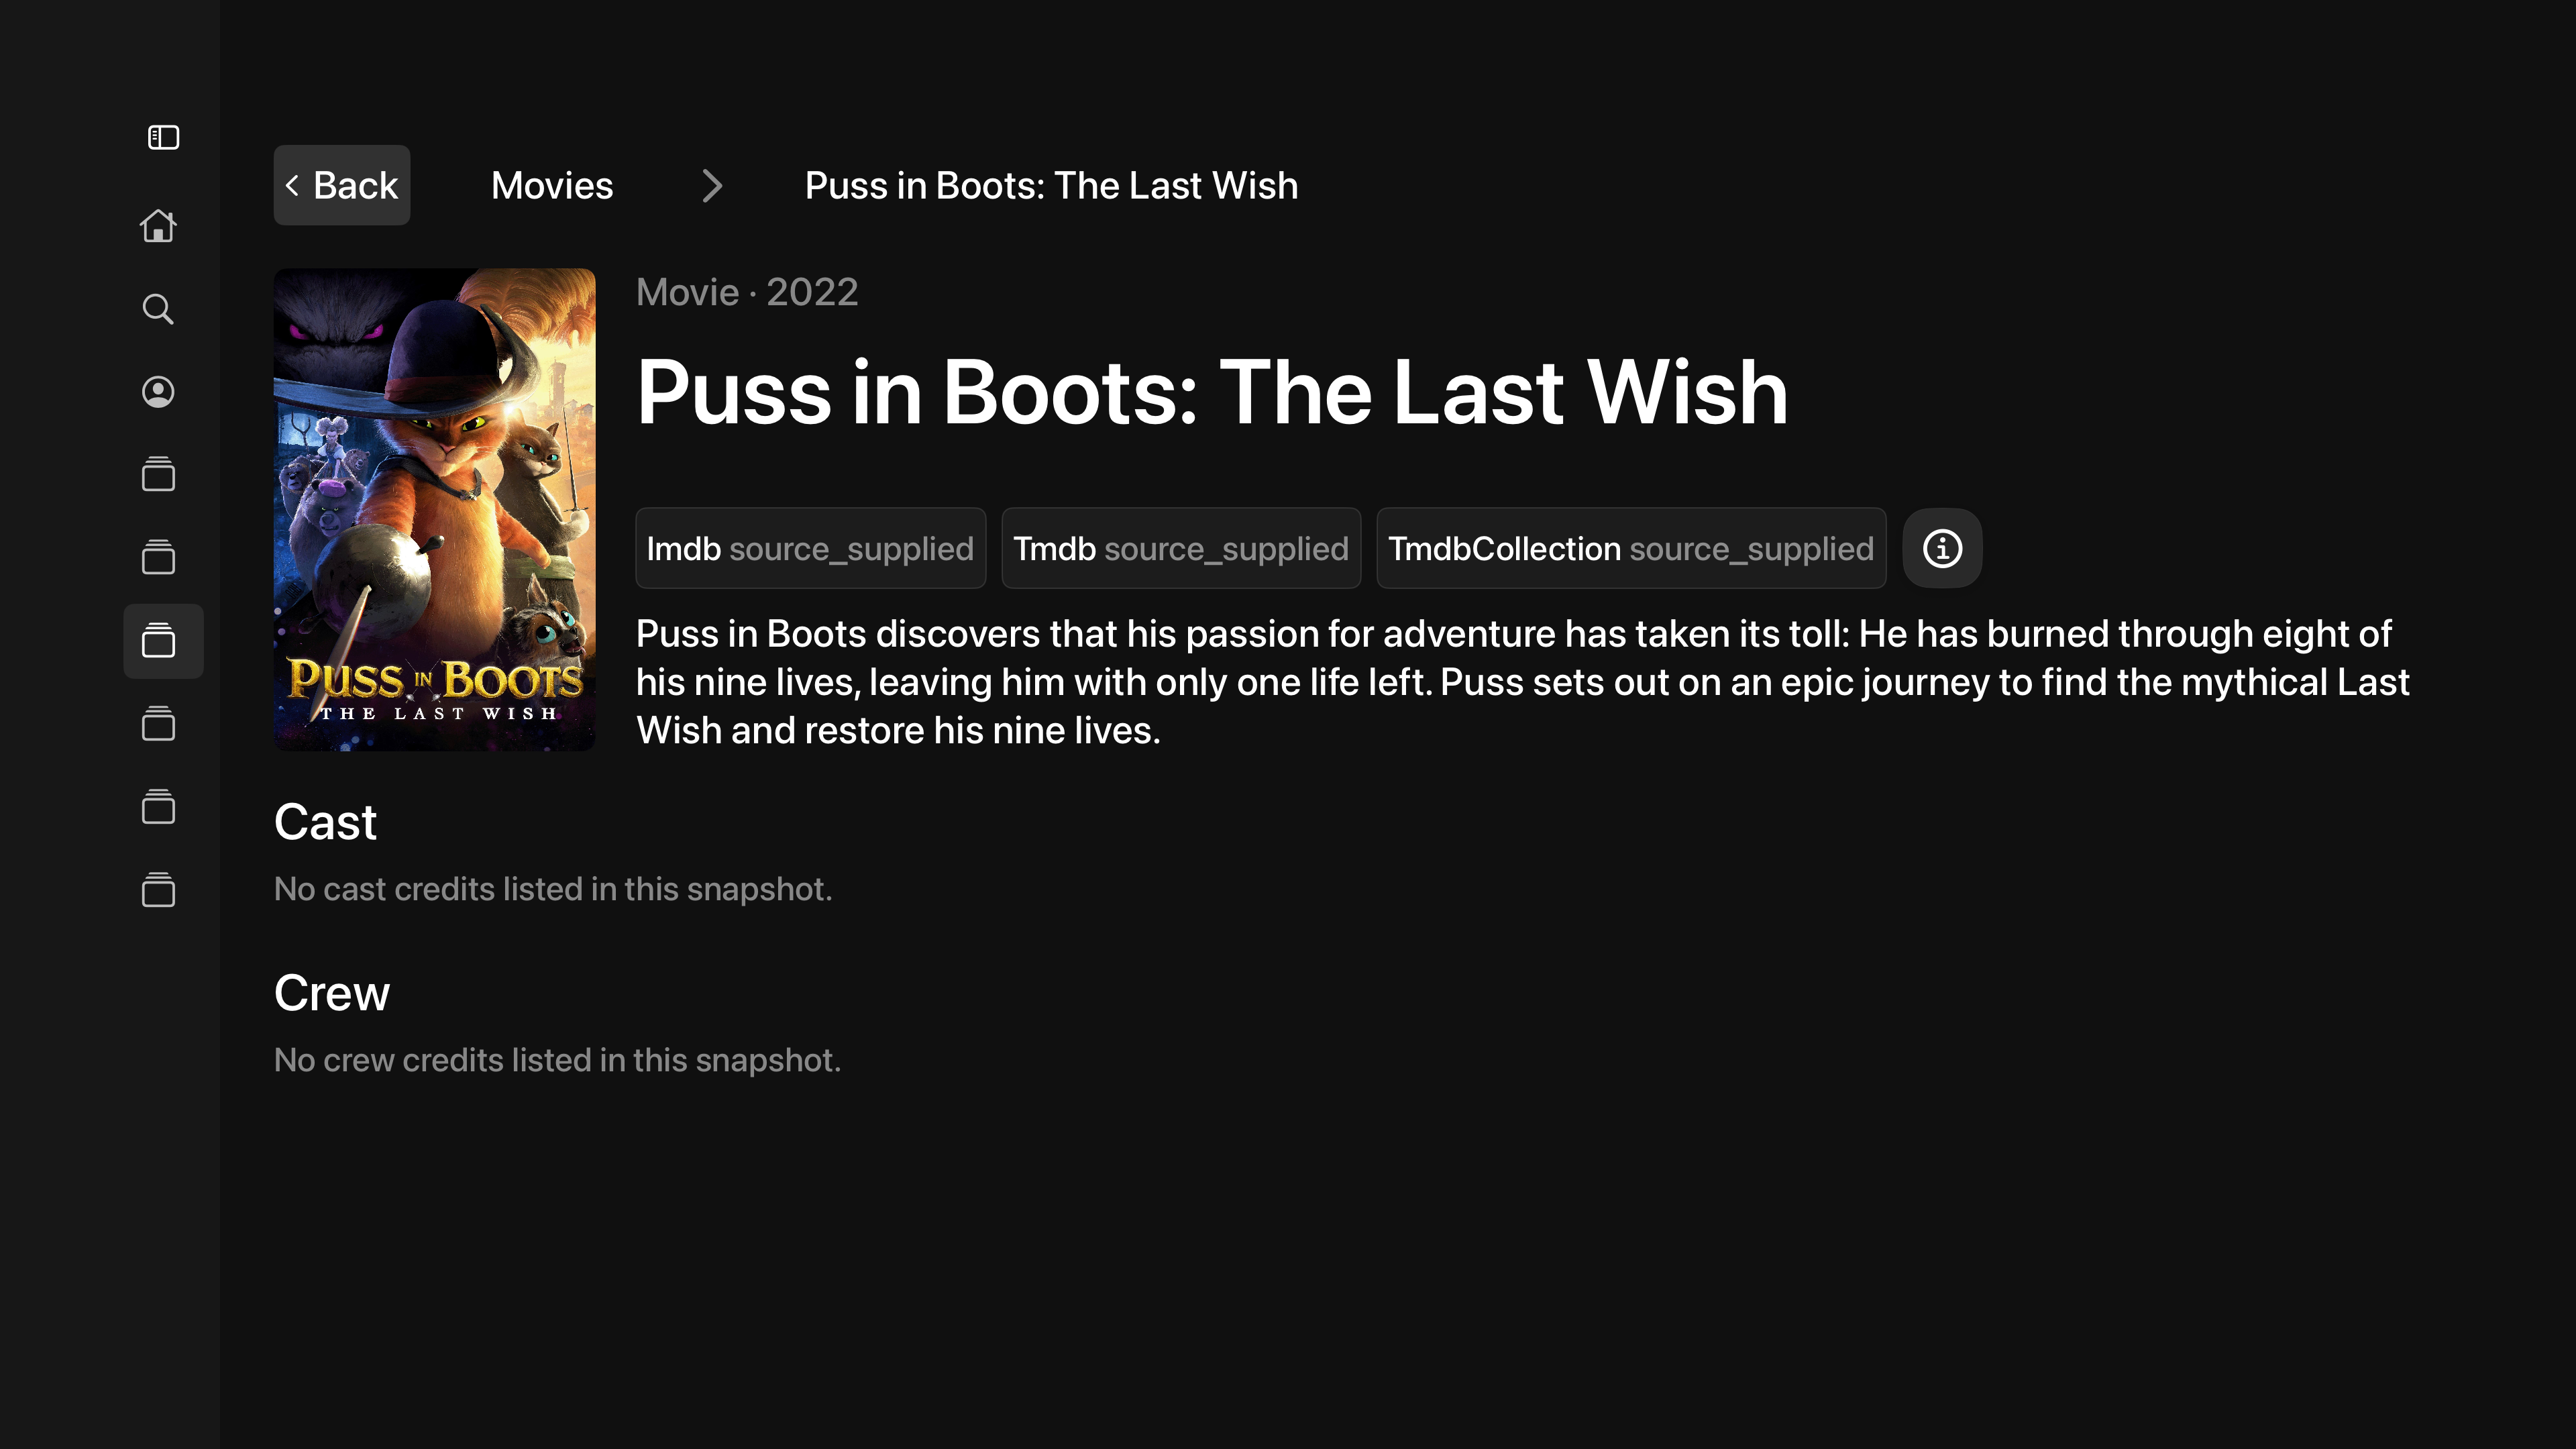 Back
Movies
Puss in Boots: The Last Wish
Movie · 2022
Puss in Boots: The Last Wish
Imdb source_supplied
Tmdb source_supplied
TmdbCollection source_supplied
Puss in Boots discovers that his passion for adventure has taken its toll: He has burned through eight of
his nine lives, leaving him with only one life left. Puss sets out on an epic journey to find the mythical Last
Wish and restore his nine lives.
PUSS IN BOOTS
THE LAST WISH
Cast
No cast credits listed in this snapshot.
Crew
No crew credits listed in this snapshot.